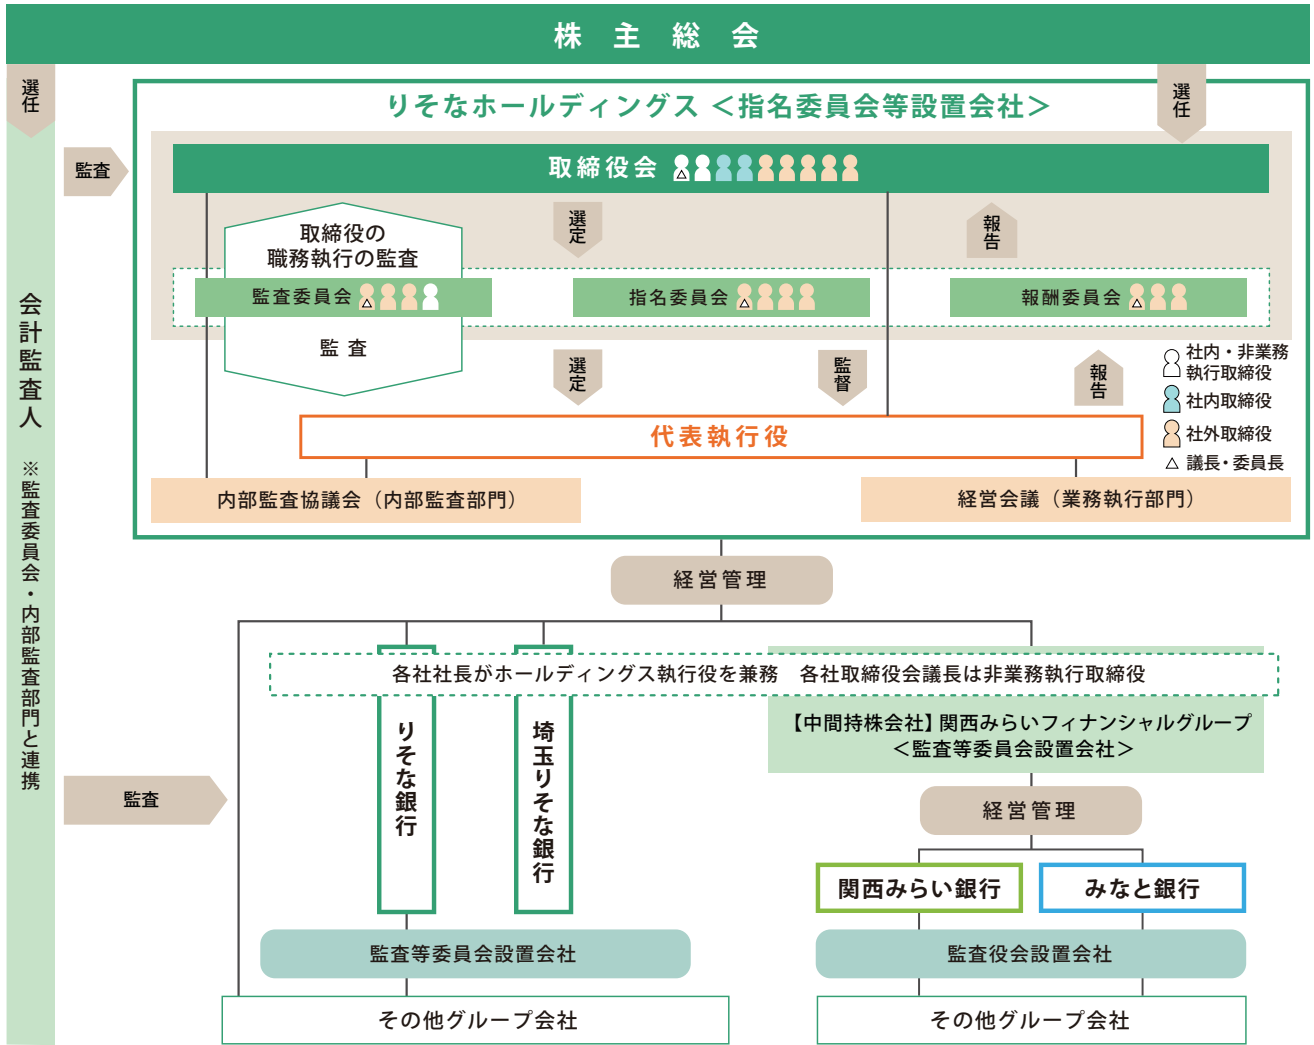 株主総会
選任
りそなホールディングス ＜指名委員会等設置会社＞
選任
監査
取締役会
取締役の
職務執行の監査
選定
報告
監査委員会
指名委員会
報酬委員会
監査
選定
監督
報告
社内・非業務
執行取締役
社内取締役
社外取締役
△ 議長・委員長
代表執行役
内部監査協議会（内部監査部門）
経営会議（業務執行部門）
会計監査人
※監査委員会・内部監査部門と連携
経営管理
各社社長がホールディングス執行役を兼務　各社取締役会議長は非業務執行取締役
りそな銀行
埼玉りそな銀行
【中間持株会社】関西みらいフィナンシャルグループ
＜監査等委員会設置会社＞
監査
経営管理
関西みらい銀行
みなと銀行
監査等委員会設置会社
監査役会設置会社
その他グループ会社
その他グループ会社